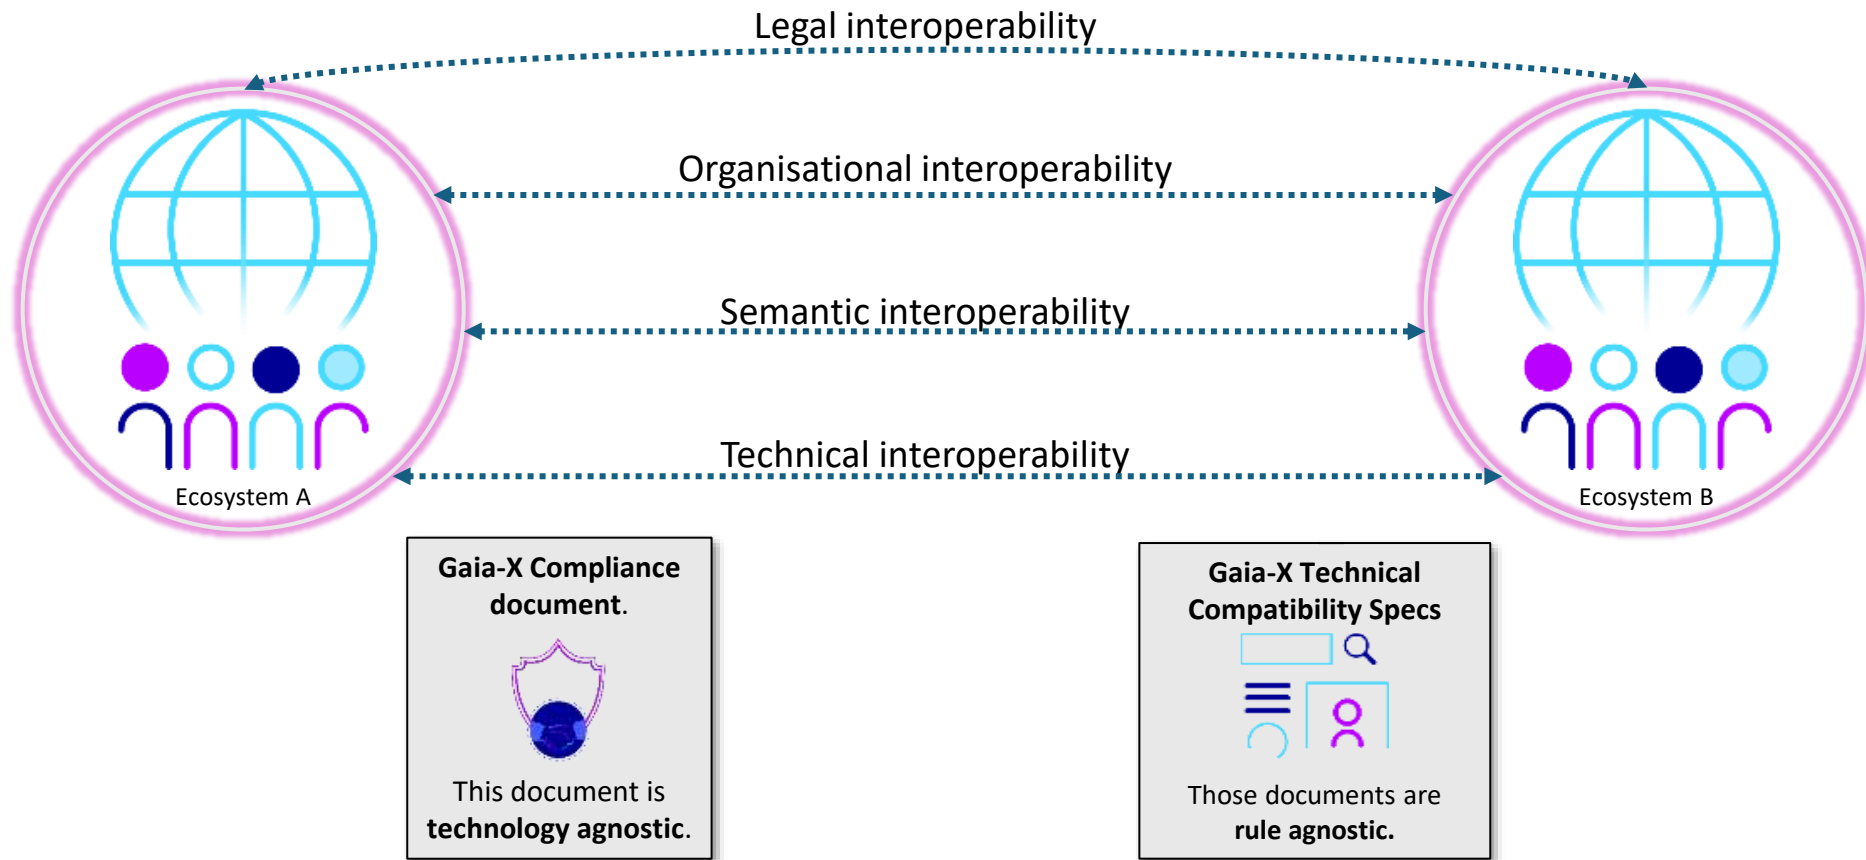 Legal interoperability
Organisational interoperability
Semantic interoperability
Technical interoperability
Ecosystem A
Ecosystem B
Gaia-X Compliance
document.
This document is
technology agnostic.
Gaia-X Technical
Compatibility Specs
Those documents are
rule agnostic.